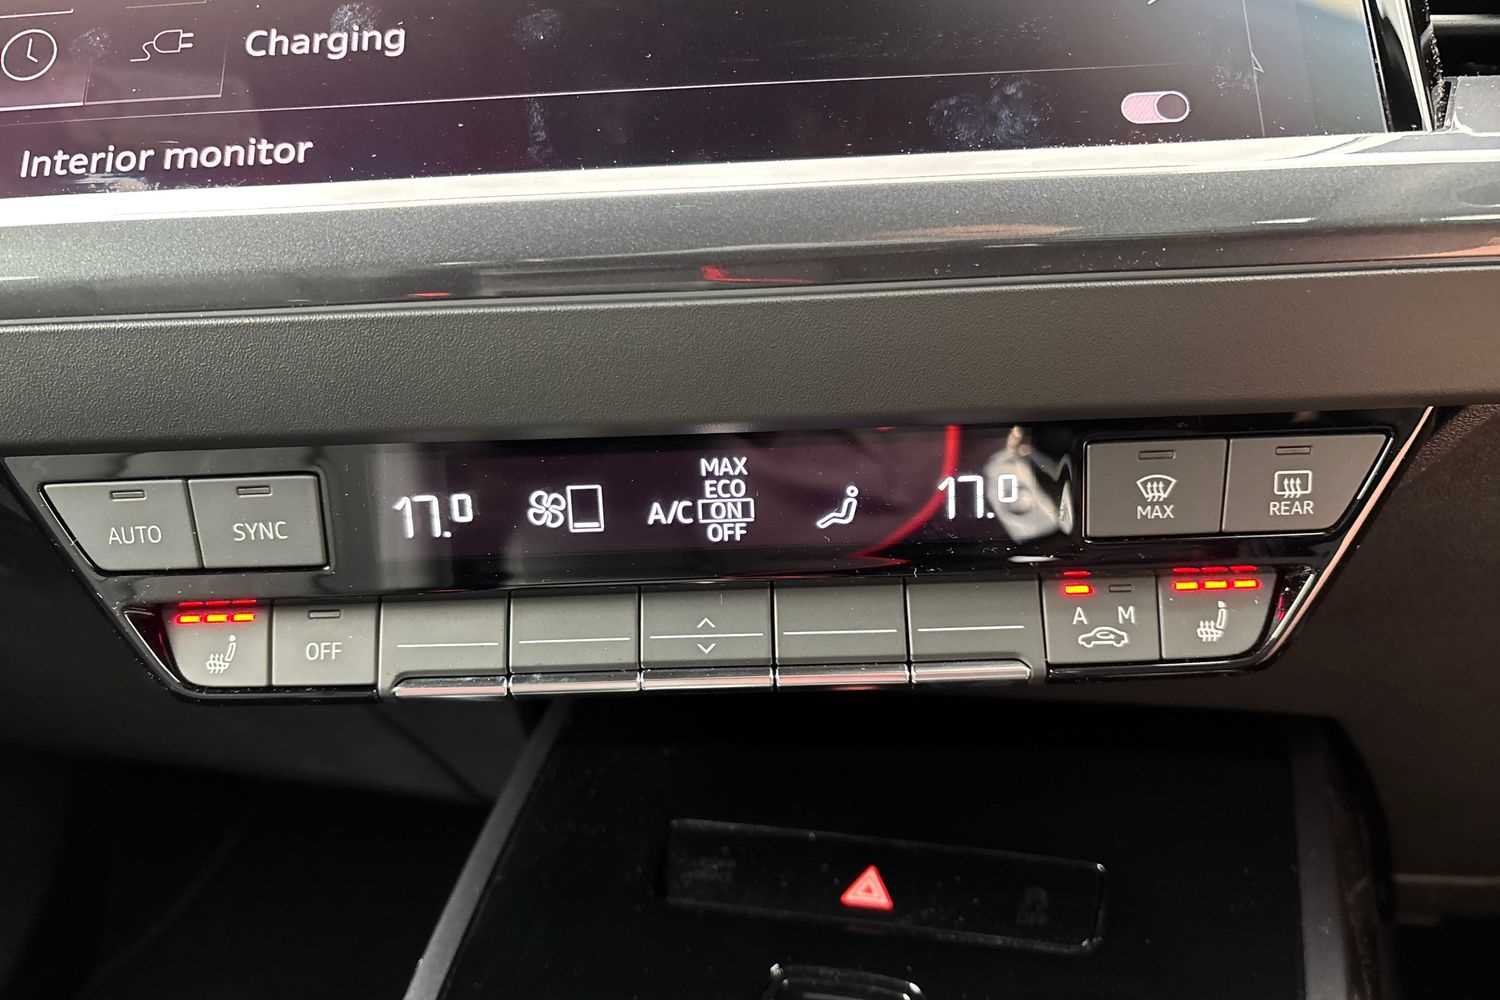 Charging
Interior monitor
AUTO
SYNC
17.0
A/C
MAX
ECO
ON
OFF
17.0
MAX
REAR
OFF
A M